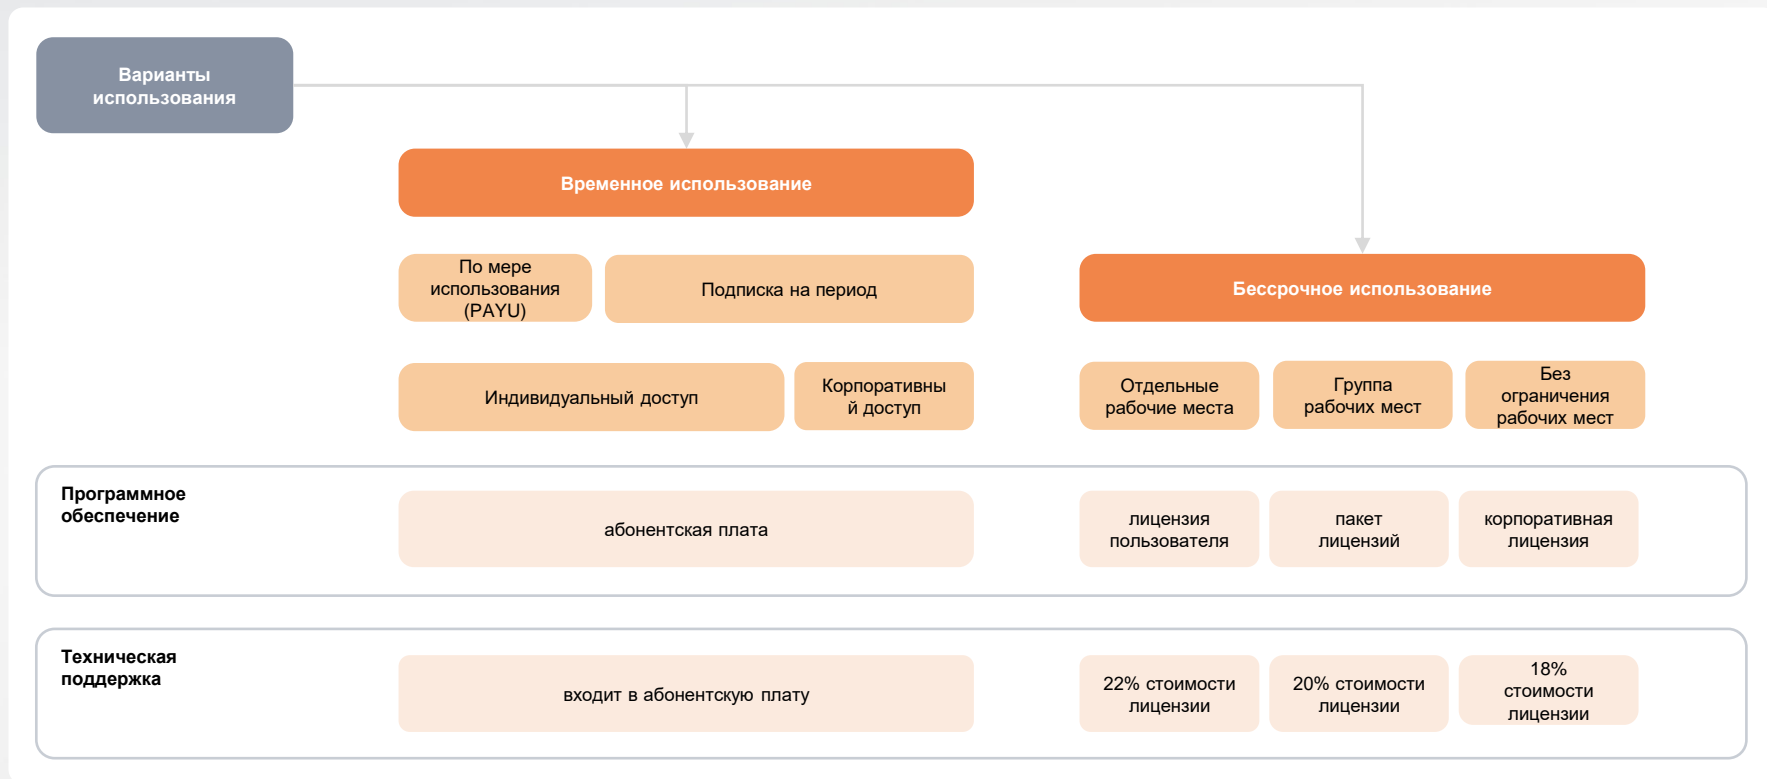 Варианты
использования
Временное использование
По мере
использования
(PAYU)
Подписка на период
Бессрочное использование
Индивидуальный доступ
Корпоративны
й доступ
Отдельные
рабочие места
Группа
рабочих мест
Без
ограничения
рабочих мест
Программное
обеспечение
абонентская плата
лицензия
пользователя
пакет
лицензий
корпоративная
лицензия
Техническая
поддержка
входит в абонентскую плату
22% стоимости
лицензии
20% стоимости
лицензии
18%
стоимости
лицензии